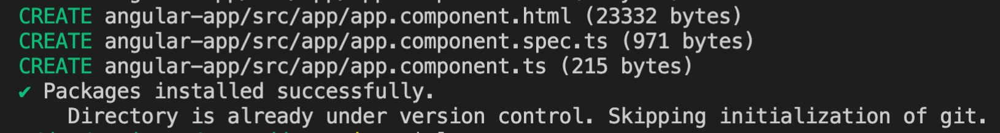 CREATE angular-app/src/app/app.component.html (23332 bytes)
CREATE angular-app/src/app/app.component.spec.ts (971 bytes)
CREATE angular-app/src/app/app.component.ts (215 bytes)
✔ Packages installed successfully.
Directory is already under version control. Skipping initialization of git.